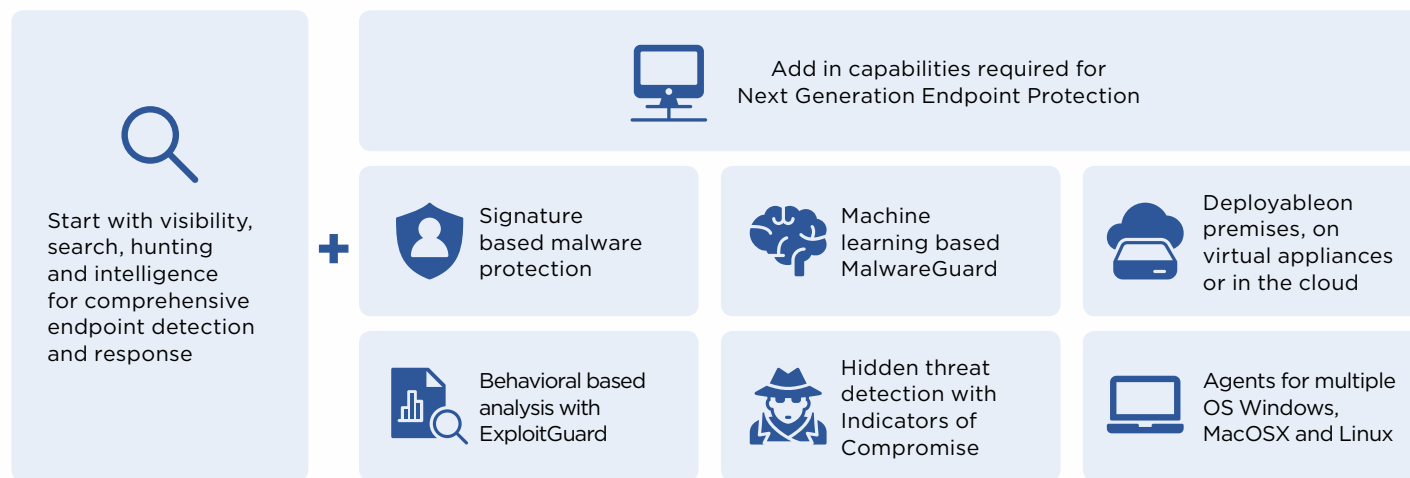 Start with visibility,
search, hunting
and intelligence
for comprehensive
endpoint detection
and response
Add in capabilities required for
Next Generation Endpoint Protection
Signature
based malware
protection
Machine
learning based
MalwareGuard
Deployableon
premises, on
virtual appliances
or in the cloud
Behavioral based
analysis with
ExploitGuard
Hidden threat
detection with
Indicators of
Compromise
Agents for multiple
OS Windows,
MacOSX and Linux